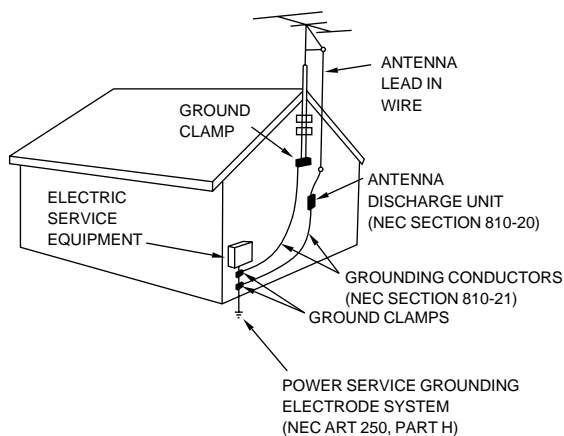 ANTENNA
LEAD IN
WIRE
GROUND
CLAMP
ANTENNA
DISCHARGE UNIT
(NEC SECTION 810-20)
ELECTRIC
SERVICE
EQUIPMENT
GROUNDING CONDUCTORS
(NEC SECTION 810-21)
GROUND CLAMPS
POWER SERVICE GROUNDING
ELECTRODE SYSTEM
(NEC ART 250, PART H)